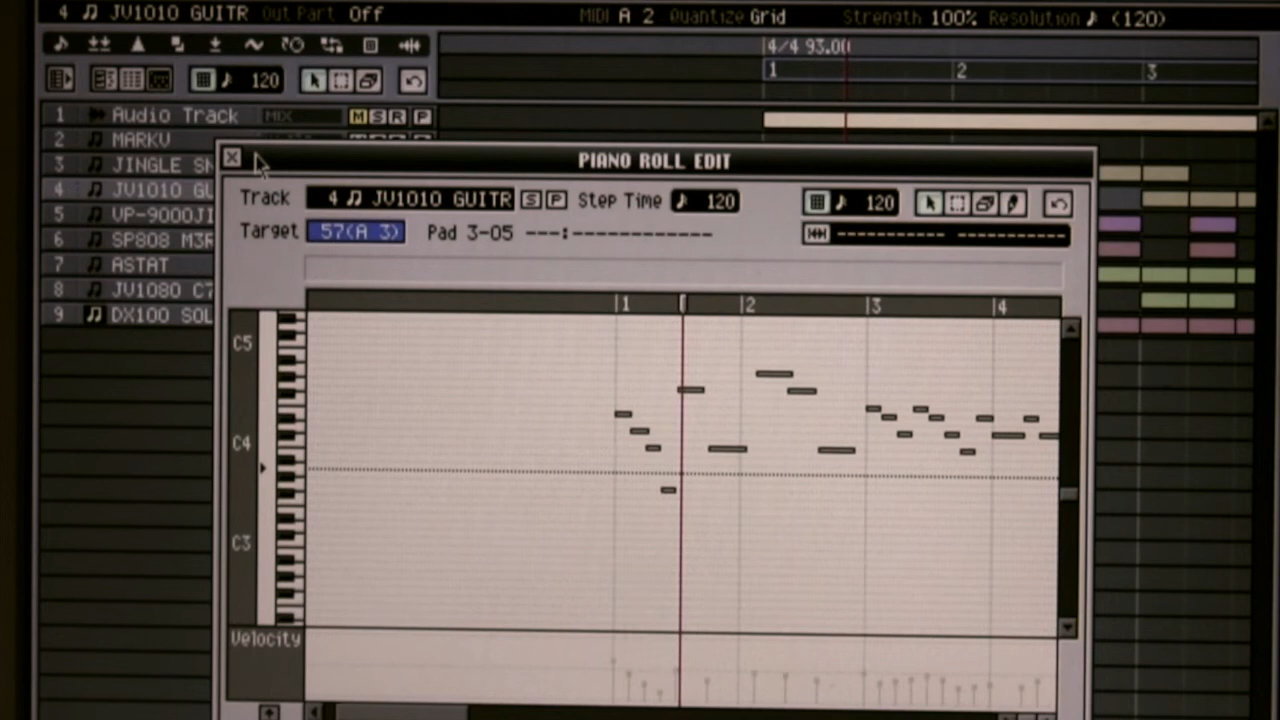 4 JV1010 GUITR Out Part Off MIDI A 2 Quantize Grid Strength 100% Resolution ♪ (120)
4/4 93.00
120 1 2 3
1 Audio Track MIX M S R P
2 MARKV
PIANO ROLL EDIT
3 JINGLE SN
4 JV1010 GU
Track 4 JV1010 GUITR S P Step Time ♪ 120 ♪ 120
5 VP-9000JI
Target 57(A 3) Pad 3-05 ---:-------------
6 SP808 M3R
7 ASTAT
8 JV1080 C7
9 DX100 SOL
1 2 3 4
C5
C4
C3
Velocity